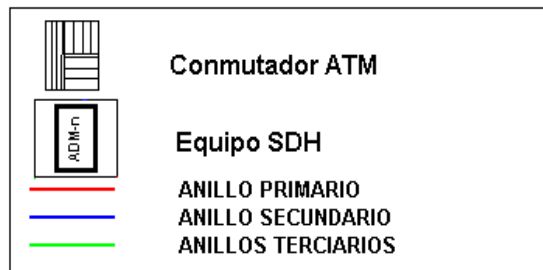 Conmutador ATM
ADM-n
Equipo SDH
ANILLO PRIMARIO
ANILLO SECUNDARIO
ANILLOS TERCIARIOS